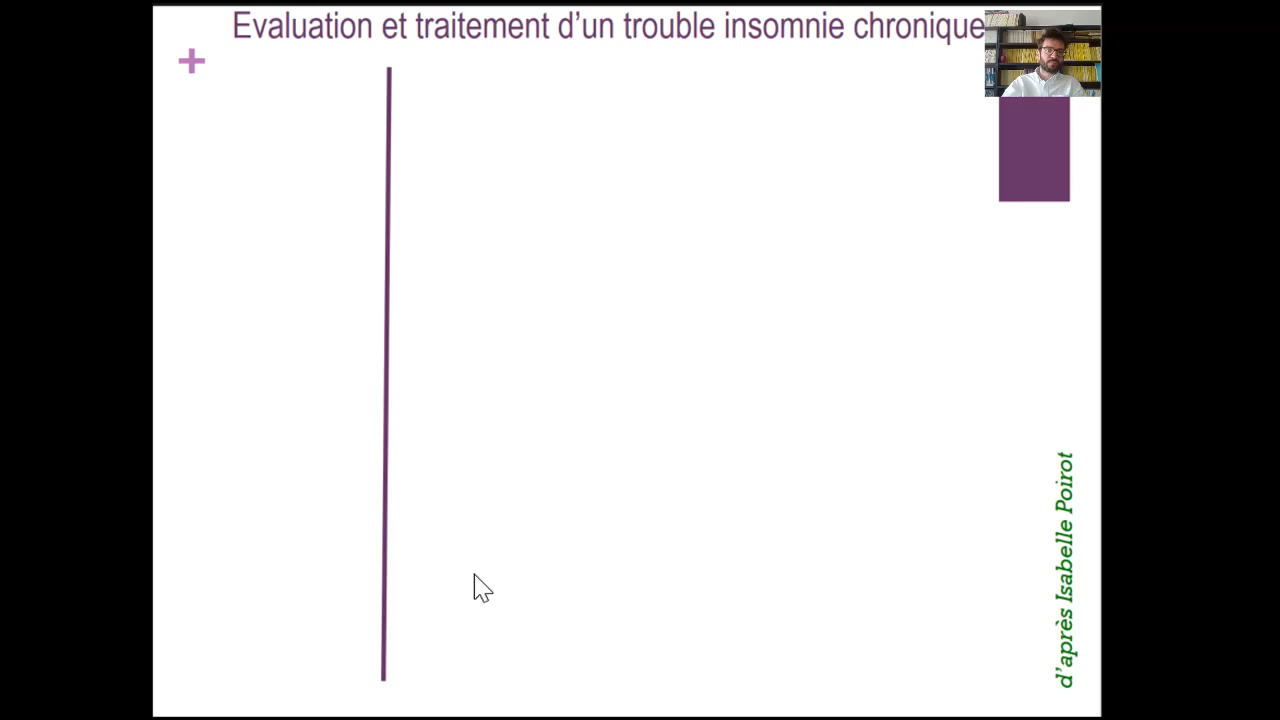 Evaluation et traitement d’un trouble insomnie chronique
+
d’après Isabelle Poirot